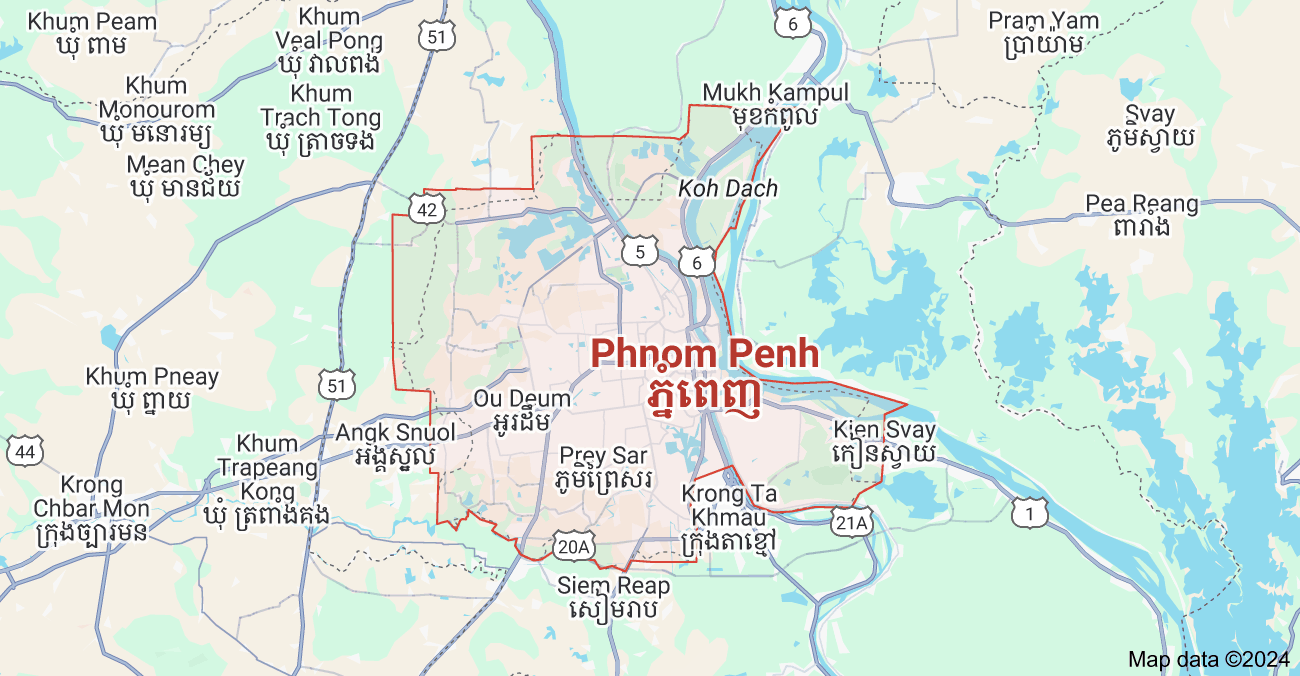 Khum Peam
ឃុំ ពាម
Khum
Veal Pong
ឃុំ វាលពង់
51
6
Pram Yam
ប្រាំយ៉ាម
Khum
Monourom
ឃុំ មនោរម្យ
Khum
Trach Tong
ឃុំ ត្រាចទង
Mukh Kampul
មុខកំពូល
Svay
ភូមិស្វាយ
Mean Chey
ឃុំ មានជ័យ
Koh Dach
42
Pea Reang
ពារាំង
5
6
Phnom Penh
ភ្នំពេញ
Khum Pneay
ឃុំ ព្នាយ
51
Ou Deum
អូរដឹម
Angk Snuol
អង្គស្នួល
Kien Svay
កៀនស្វាយ
44
Khum
Trapeang
Kong
ឃុំ ត្រពាំងគង
Prey Sar
ភូមិព្រៃសរ
Krong
Chbar Mon
ក្រុងច្បារមន
Krong Ta
Khmau
ក្រុងតាខ្មៅ
1
21A
20A
Siem Reap
សៀមរាប
Map data ©2024